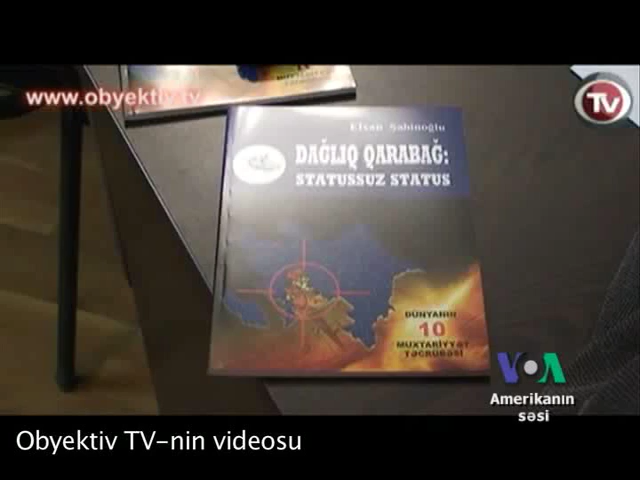 www.obyektiv.tv
TV
Elxan Şahinoğlu
DAĞLIQ QARABAĞ:
STATUSSUZ STATUS
DÜNYANIN
10
MUXTARİYYƏT
TƏCRÜBƏSİ
VOA
Amerikanın
səsi
Obyektiv TV-nin videosu